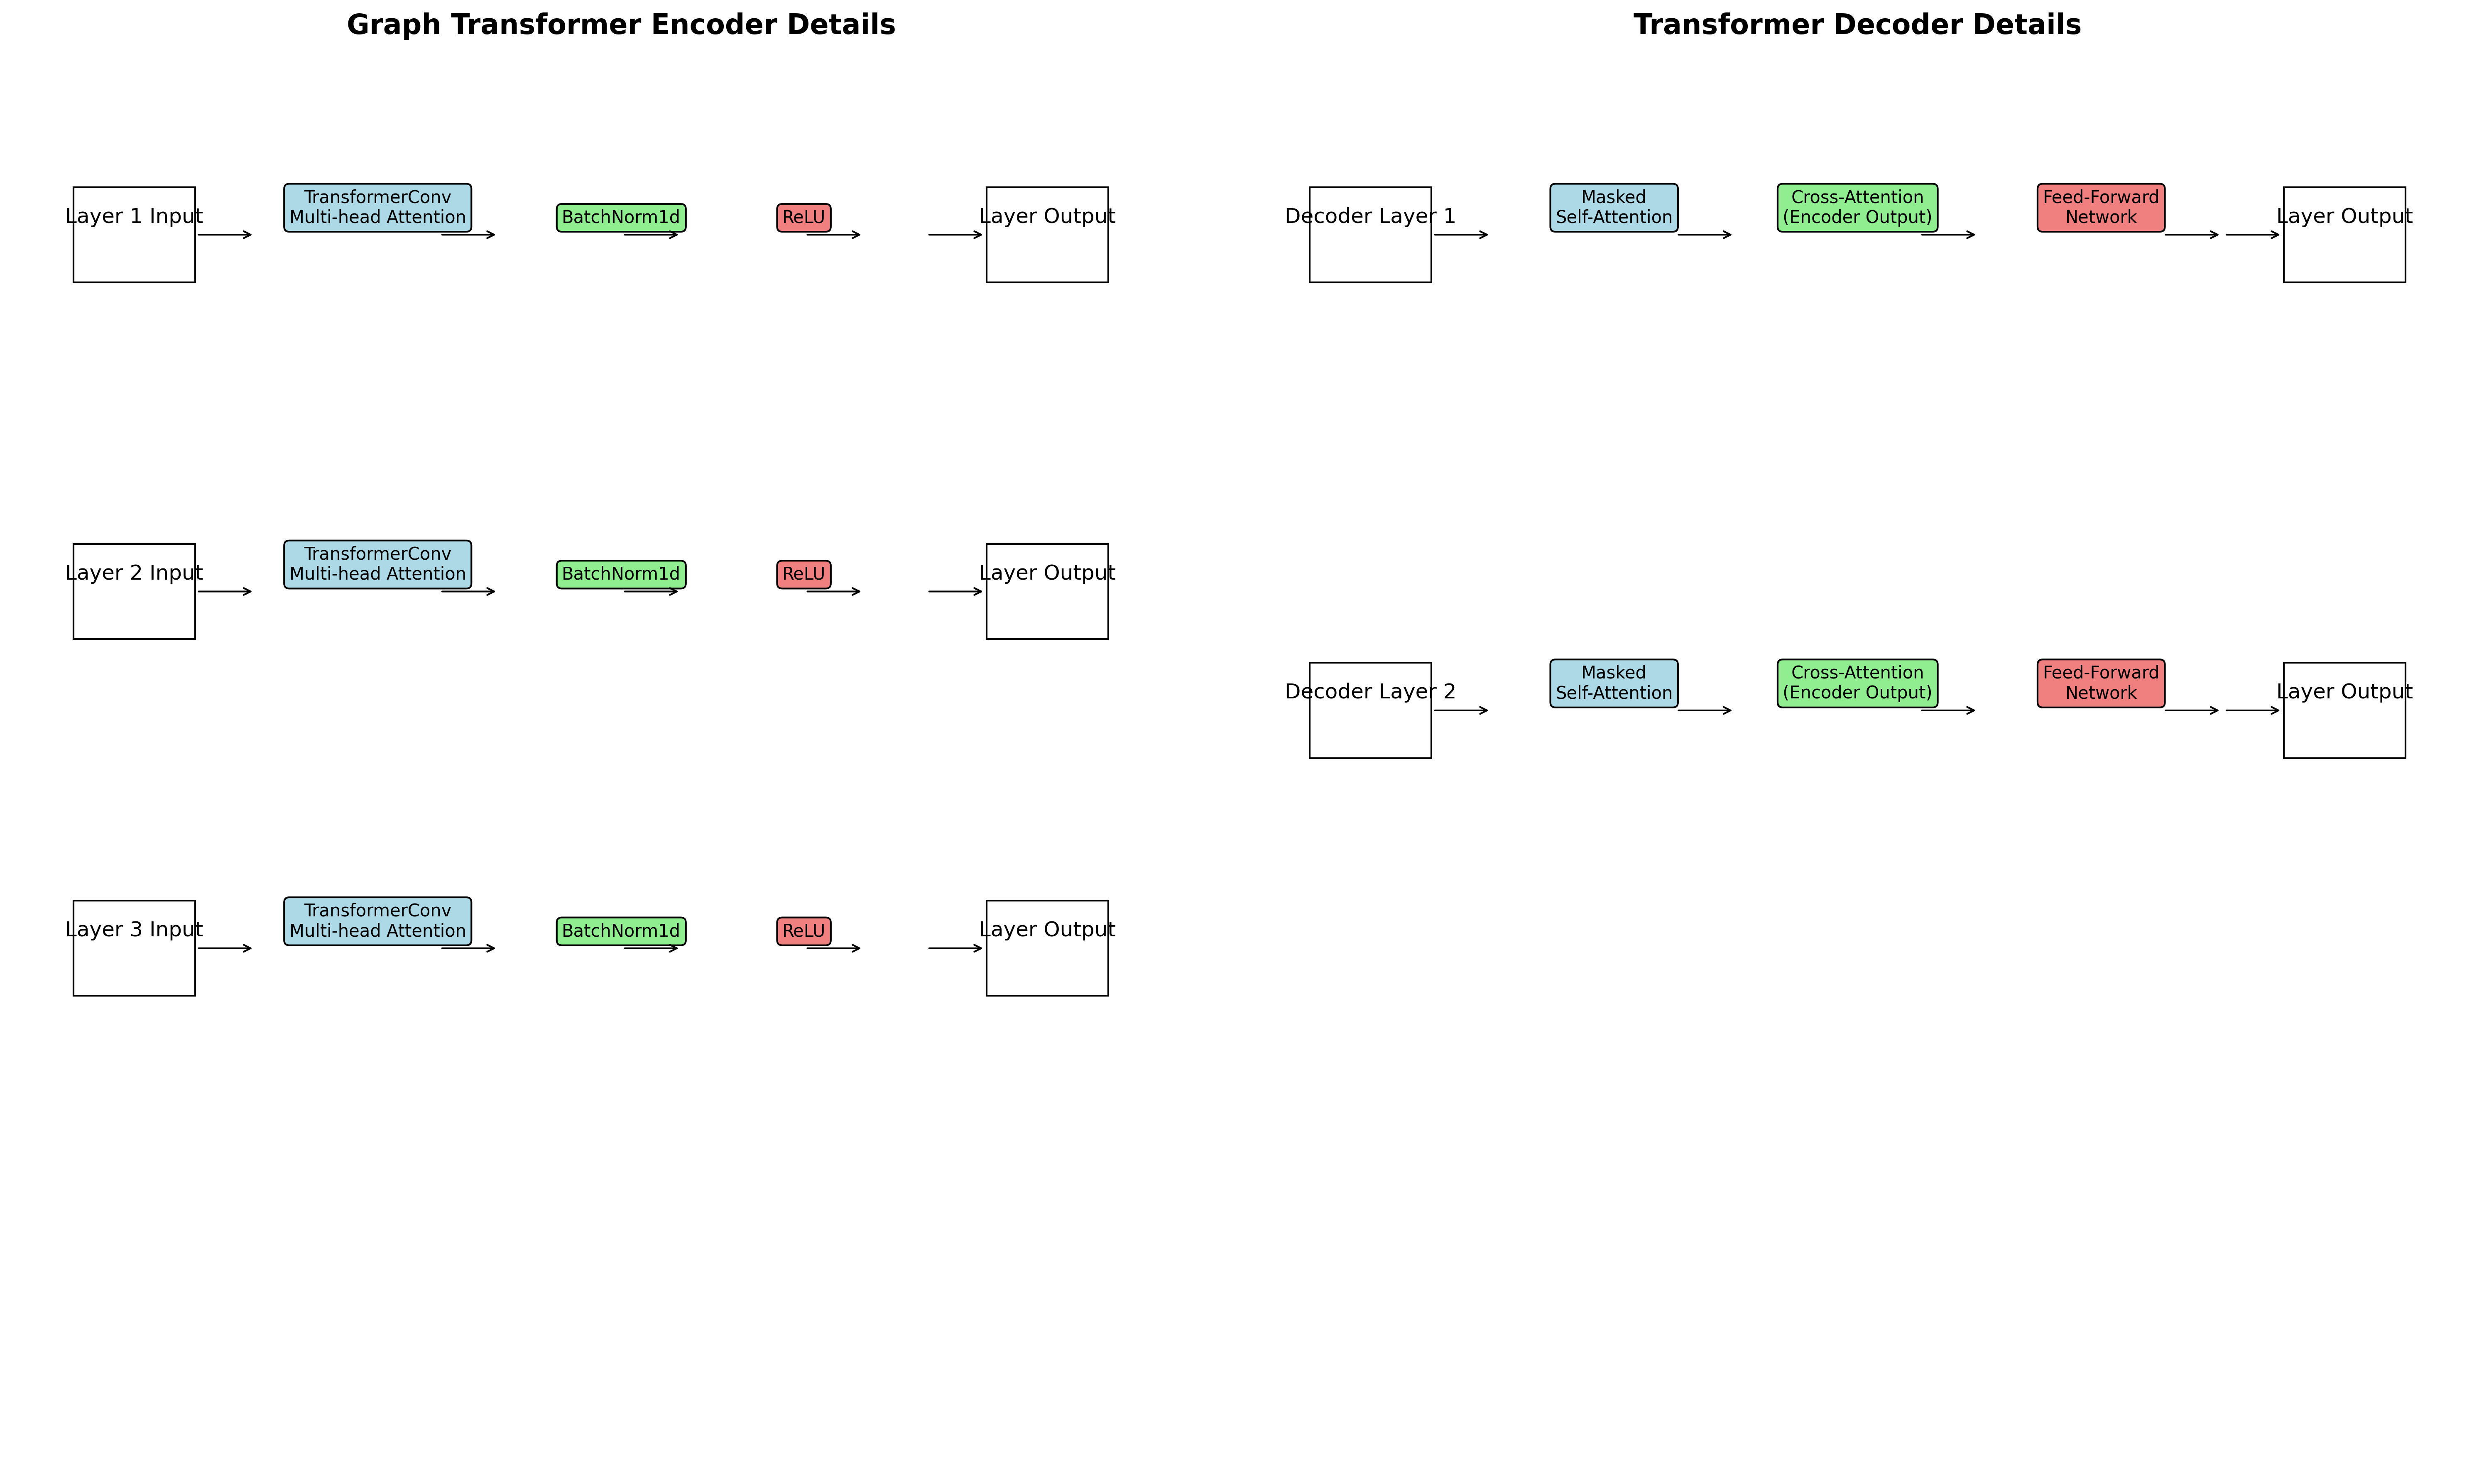 Graph Transformer Encoder Details
Layer 1 Input
TransformerConv
Multi-head Attention
BatchNorm1d
ReLU
Layer Output
Layer 2 Input
TransformerConv
Multi-head Attention
BatchNorm1d
ReLU
Layer Output
Layer 3 Input
TransformerConv
Multi-head Attention
BatchNorm1d
ReLU
Layer Output
Transformer Decoder Details
Decoder Layer 1
Masked
Self-Attention
Cross-Attention
(Encoder Output)
Feed-Forward
Network
Layer Output
Decoder Layer 2
Masked
Self-Attention
Cross-Attention
(Encoder Output)
Feed-Forward
Network
Layer Output